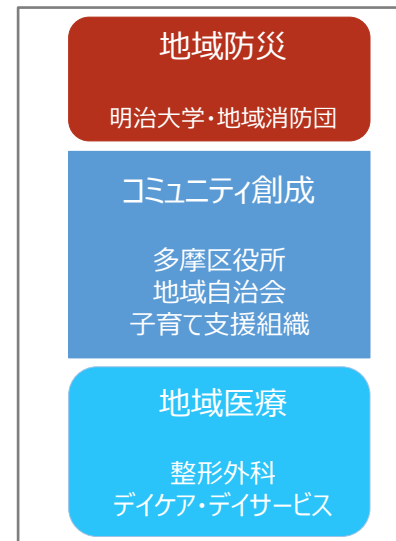 地域防災
明治大学・地域消防団
コミュニティ創成
多摩区役所
地域自治会
子育て支援組織
地域医療
整形外科
デイケア・デイサービス